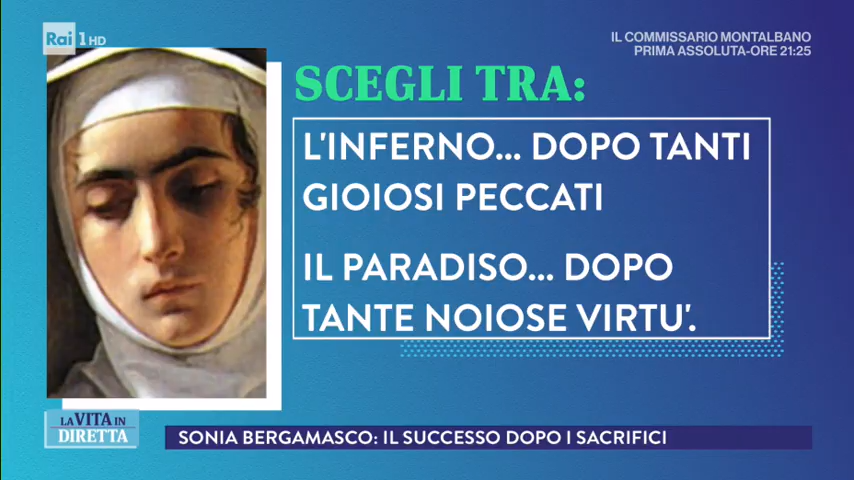 Rai 1 HD
IL COMMISSARIO MONTALBANO
PRIMA ASSOLUTA-ORE 21:25
SCEGLI TRA:
L'INFERNO... DOPO TANTI
GIOIOSI PECCATI
IL PARADISO... DOPO
TANTE NOIOSE VIRTU'.
LA VITA IN
DIRETTA
SONIA BERGAMASCO: IL SUCCESSO DOPO I SACRIFICI